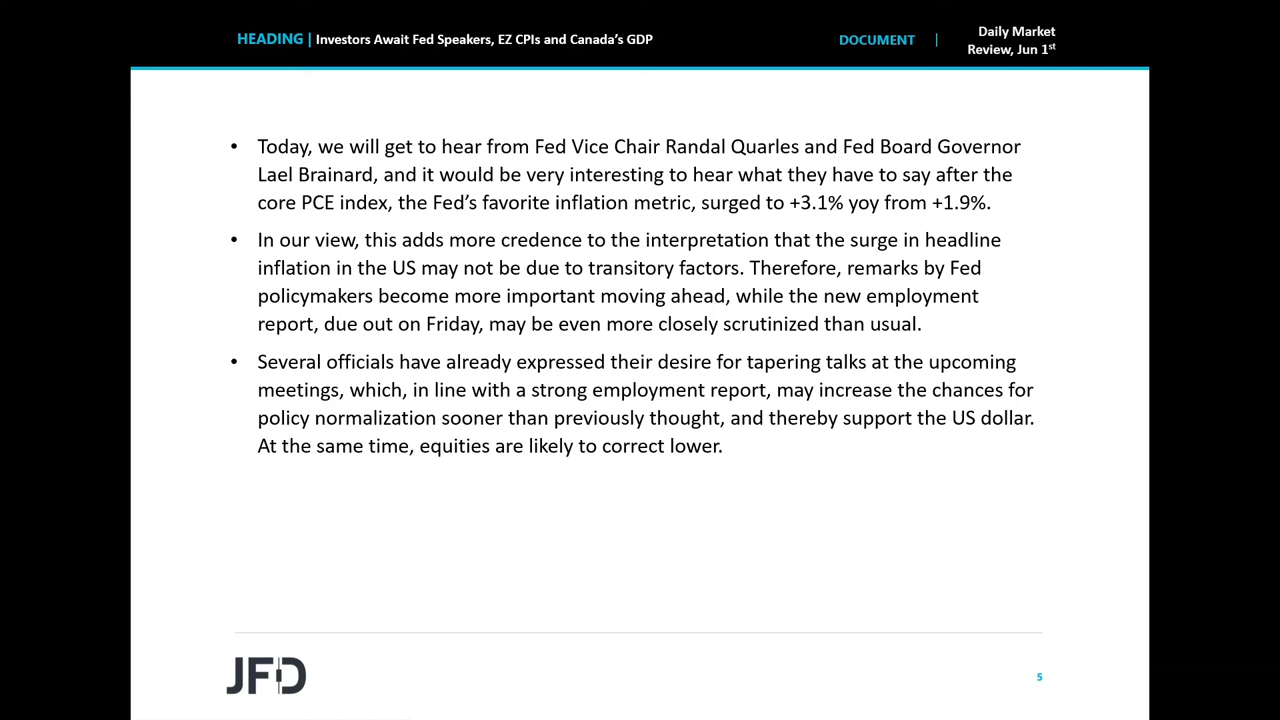 HEADING | Investors Await Fed Speakers, EZ CPIs and Canada's GDP
DOCUMENT |
Daily Market
Review, Jun 1st
• Today, we will get to hear from Fed Vice Chair Randal Quarles and Fed Board Governor
Lael Brainard, and it would be very interesting to hear what they have to say after the
core PCE index, the Fed's favorite inflation metric, surged to +3.1% yoy from +1.9%.
• In our view, this adds more credence to the interpretation that the surge in headline
inflation in the US may not be due to transitory factors. Therefore, remarks by Fed
policymakers become more important moving ahead, while the new employment
report, due out on Friday, may be even more closely scrutinized than usual.
• Several officials have already expressed their desire for tapering talks at the upcoming
meetings, which, in line with a strong employment report, may increase the chances for
policy normalization sooner than previously thought, and thereby support the US dollar.
At the same time, equities are likely to correct lower.
JFD
5